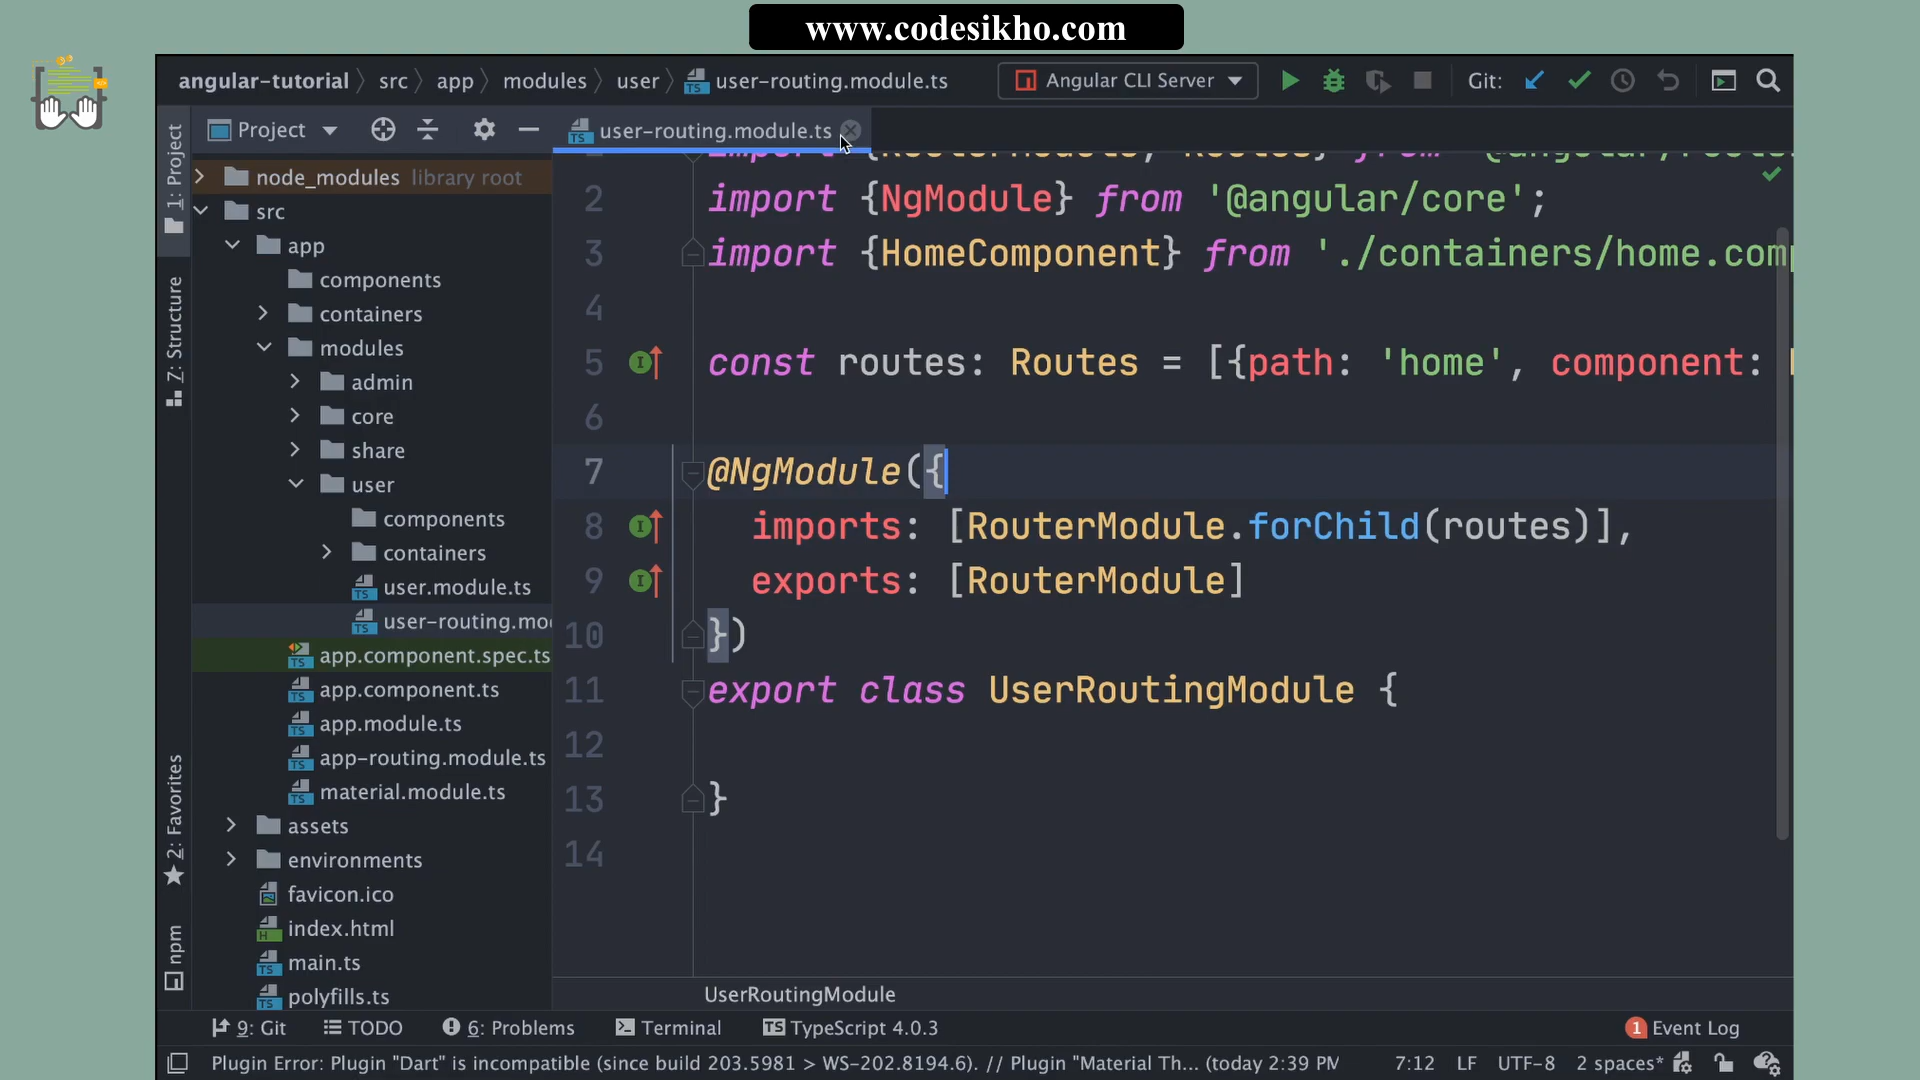 www.codesikho.com
angular-tutorial src app modules user user-routing.module.ts Angular CLI Server Git:
Project user-routing.module.ts
1: Project
Z: Structure
2: Favorites
npm
node_modules library root
src
app
components
containers
modules
admin
core
share
user
components
containers
user.module.ts
user-routing.mo
app.component.spec.ts
app.component.ts
app.module.ts
app-routing.module.ts
material.module.ts
assets
environments
favicon.ico
index.html
main.ts
polyfills.ts
2 import {NgModule} from '@angular/core';
3 import {HomeComponent} from './containers/home.com
4
5 const routes: Routes = [{path: 'home', component:
6
7 @NgModule({
8 imports: [RouterModule.forChild(routes)],
9 exports: [RouterModule]
10 })
11 export class UserRoutingModule {
12
13 }
14
UserRoutingModule
9: Git TODO 6: Problems Terminal TypeScript 4.0.3 1 Event Log
Plugin Error: Plugin "Dart" is incompatible (since build 203.5981 > WS-202.8194.6). // Plugin "Material Th... (today 2:39 PM 7:12 LF UTF-8 2 spaces*